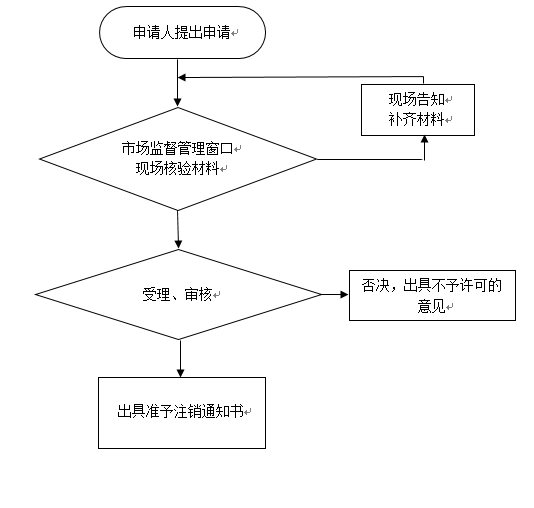 申请人提出申请
现场告知
补齐材料
市场监督管理窗口
现场核验材料
受理、审核
否决，出具不予许可的
意见
出具准予注销通知书